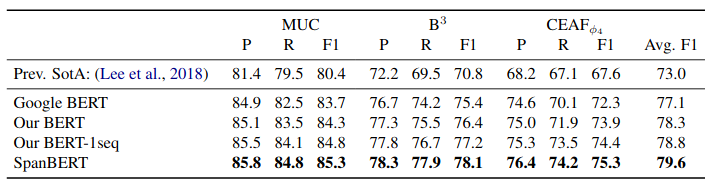 MUC B³ CEAFϕ₄
P R F1 P R F1 P R F1 Avg. F1
Prev. SotA: (Lee et al., 2018) 81.4 79.5 80.4 72.2 69.5 70.8 68.2 67.1 67.6 73.0
Google BERT 84.9 82.5 83.7 76.7 74.2 75.4 74.6 70.1 72.3 77.1
Our BERT 85.1 83.5 84.3 77.3 75.5 76.4 75.0 71.9 73.9 78.3
Our BERT-1seq 85.5 84.1 84.8 77.8 76.7 77.2 75.3 73.5 74.4 78.8
SpanBERT 85.8 84.8 85.3 78.3 77.9 78.1 76.4 74.2 75.3 79.6